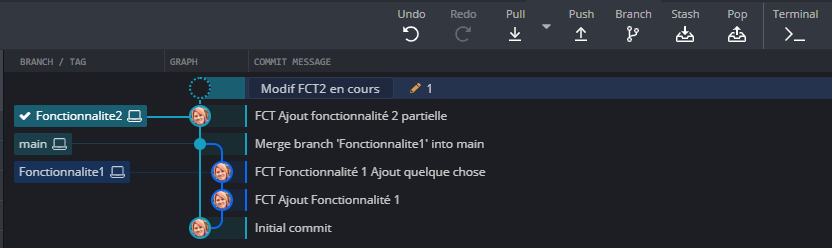 Undo Redo Pull Push Branch Stash Pop Terminal
BRANCH / TAG GRAPH COMMIT MESSAGE
Modif FCT2 en cours 1
Fonctionnalite2 FCT Ajout fonctionnalité 2 partielle
main Merge branch 'Fonctionnalite1' into main
Fonctionnalite1 FCT Fonctionnalité 1 Ajout quelque chose
FCT Ajout Fonctionnalité 1
Initial commit